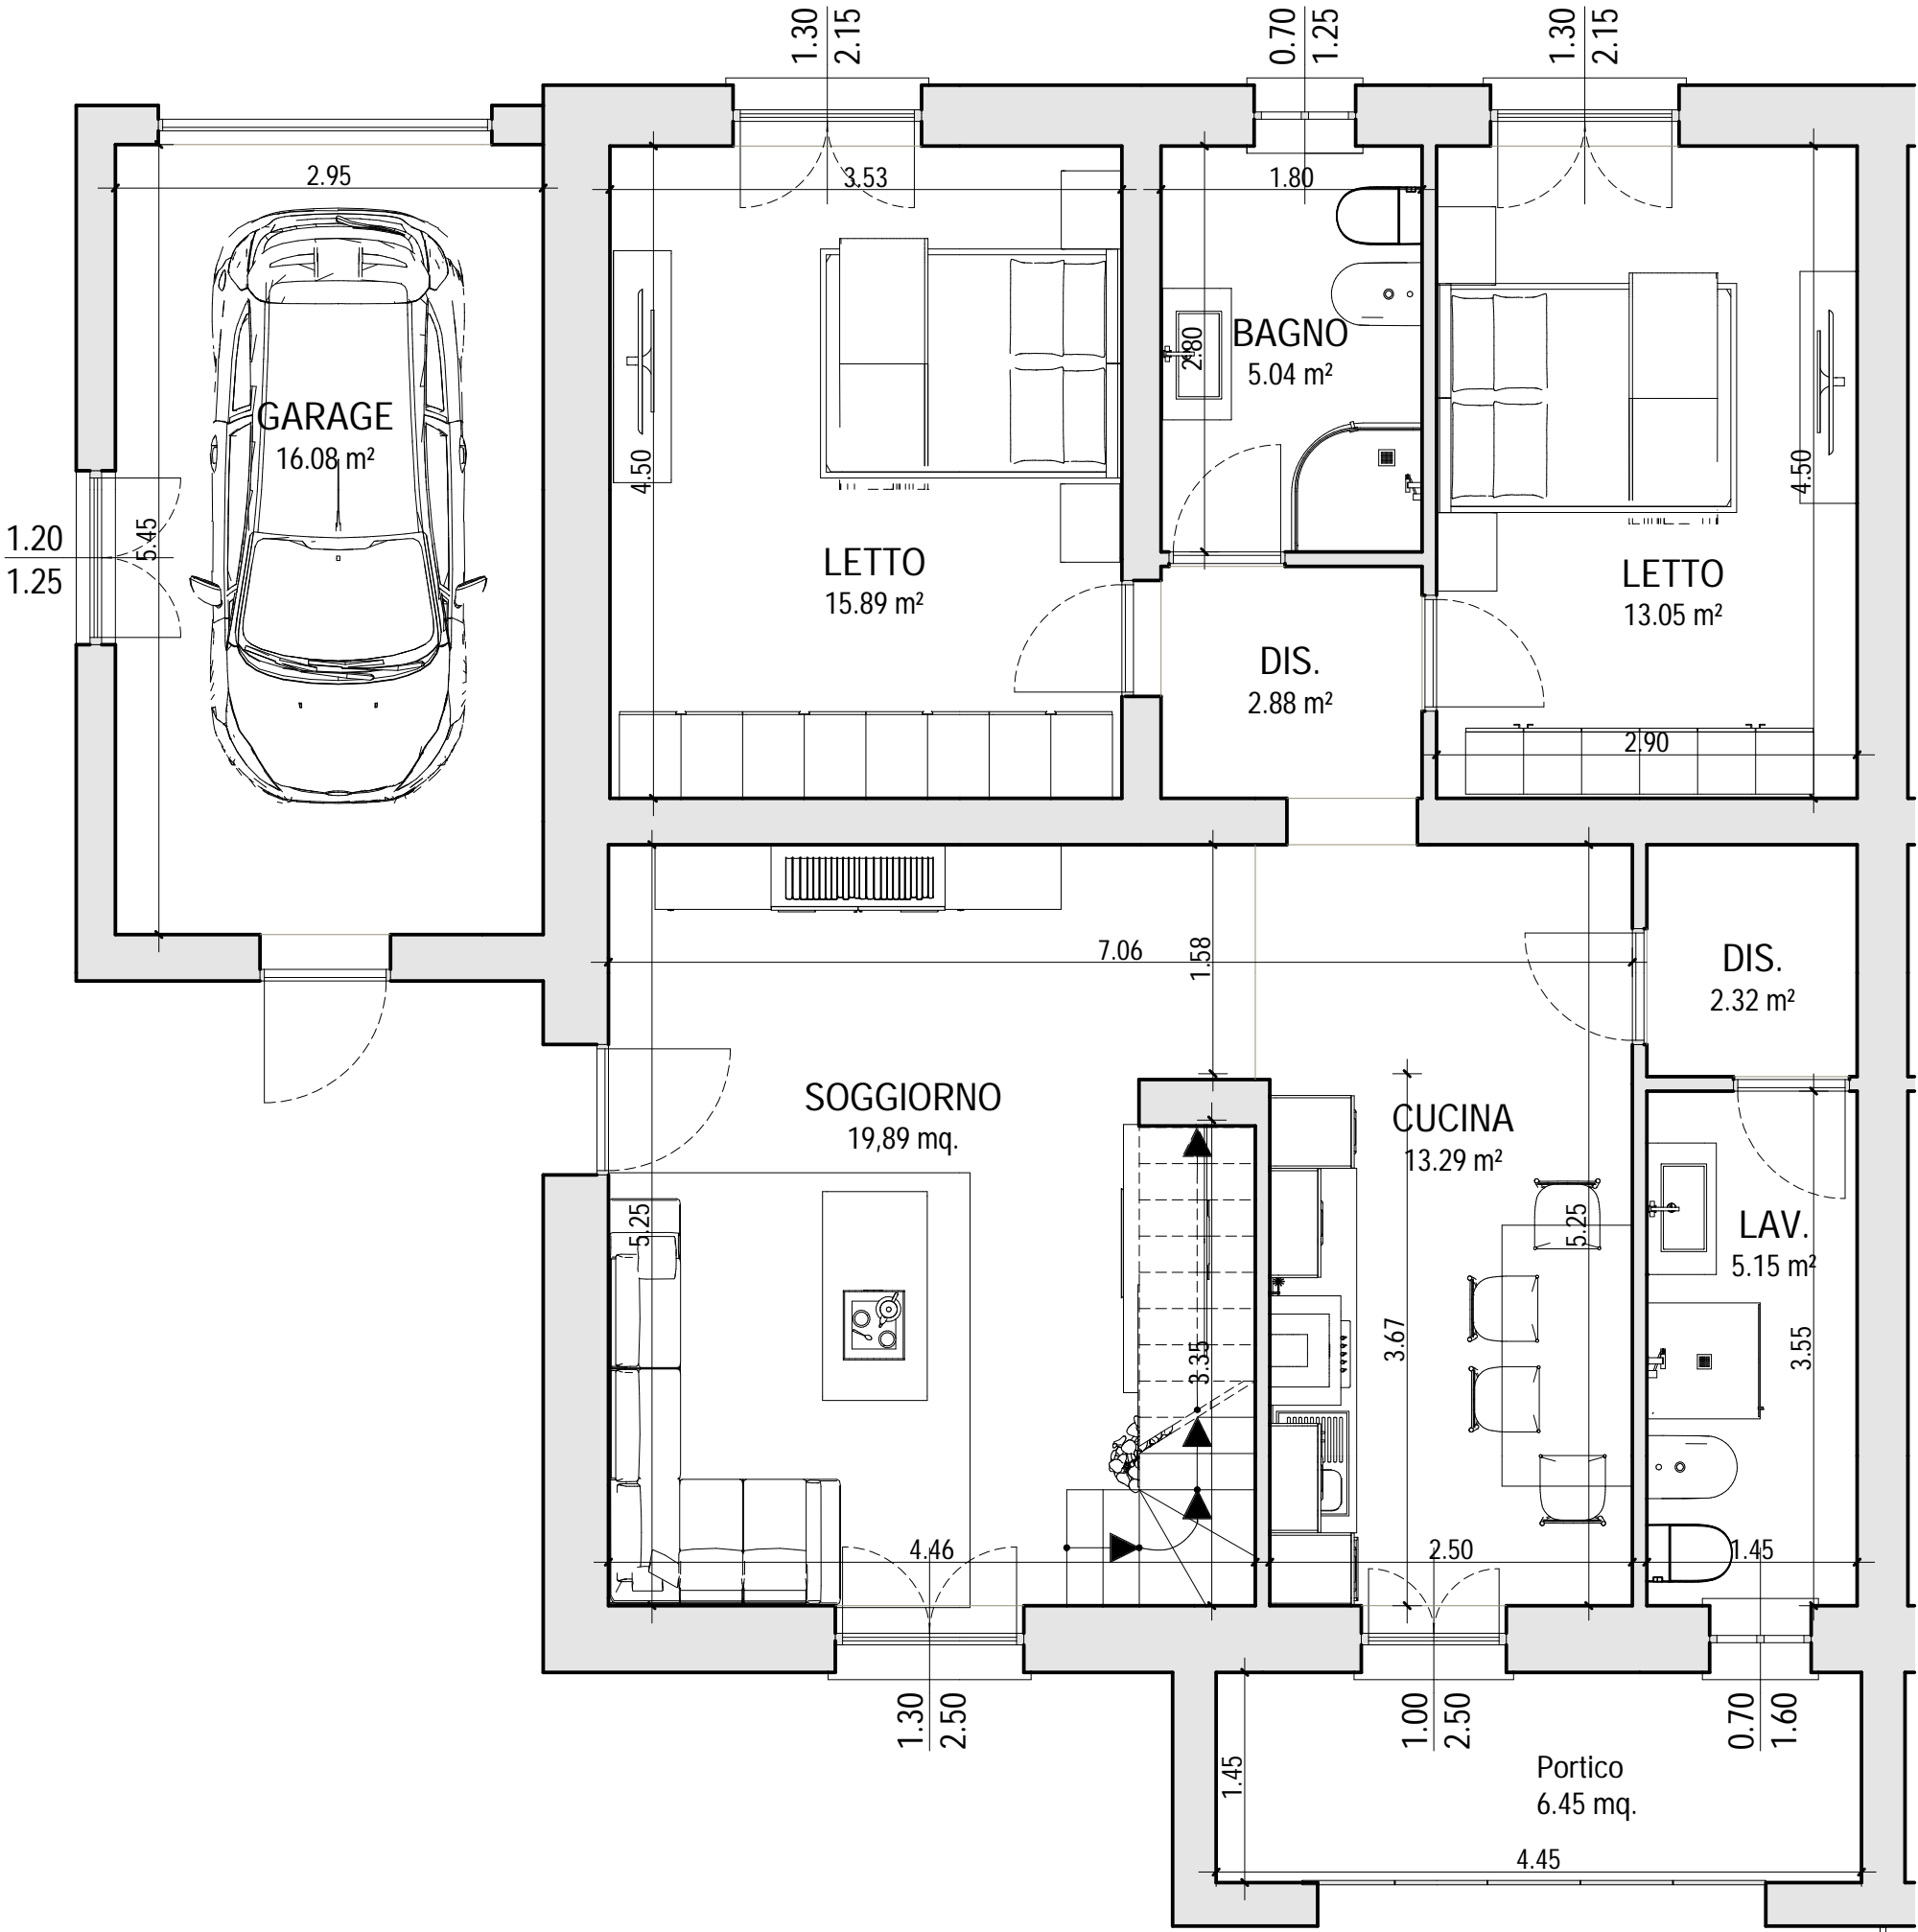 1.30
2.15
0.70
1.25
1.30
2.15
2.95
3.53
1.80
GARAGE
16.08 m²
5.45
1.20
1.25
4.50
LETTO
15.89 m²
2.80
BAGNO
5.04 m²
DIS.
2.88 m²
4.50
LETTO
13.05 m²
2.90
7.06
1.58
DIS.
2.32 m²
SOGGIORNO
19,89 mq.
5.25
3.35
4.46
CUCINA
13.29 m²
5.25
3.67
2.50
LAV.
5.15 m²
3.55
1.45
1.30
2.50
1.00
2.50
0.70
1.60
1.45
Portico
6.45 mq.
4.45